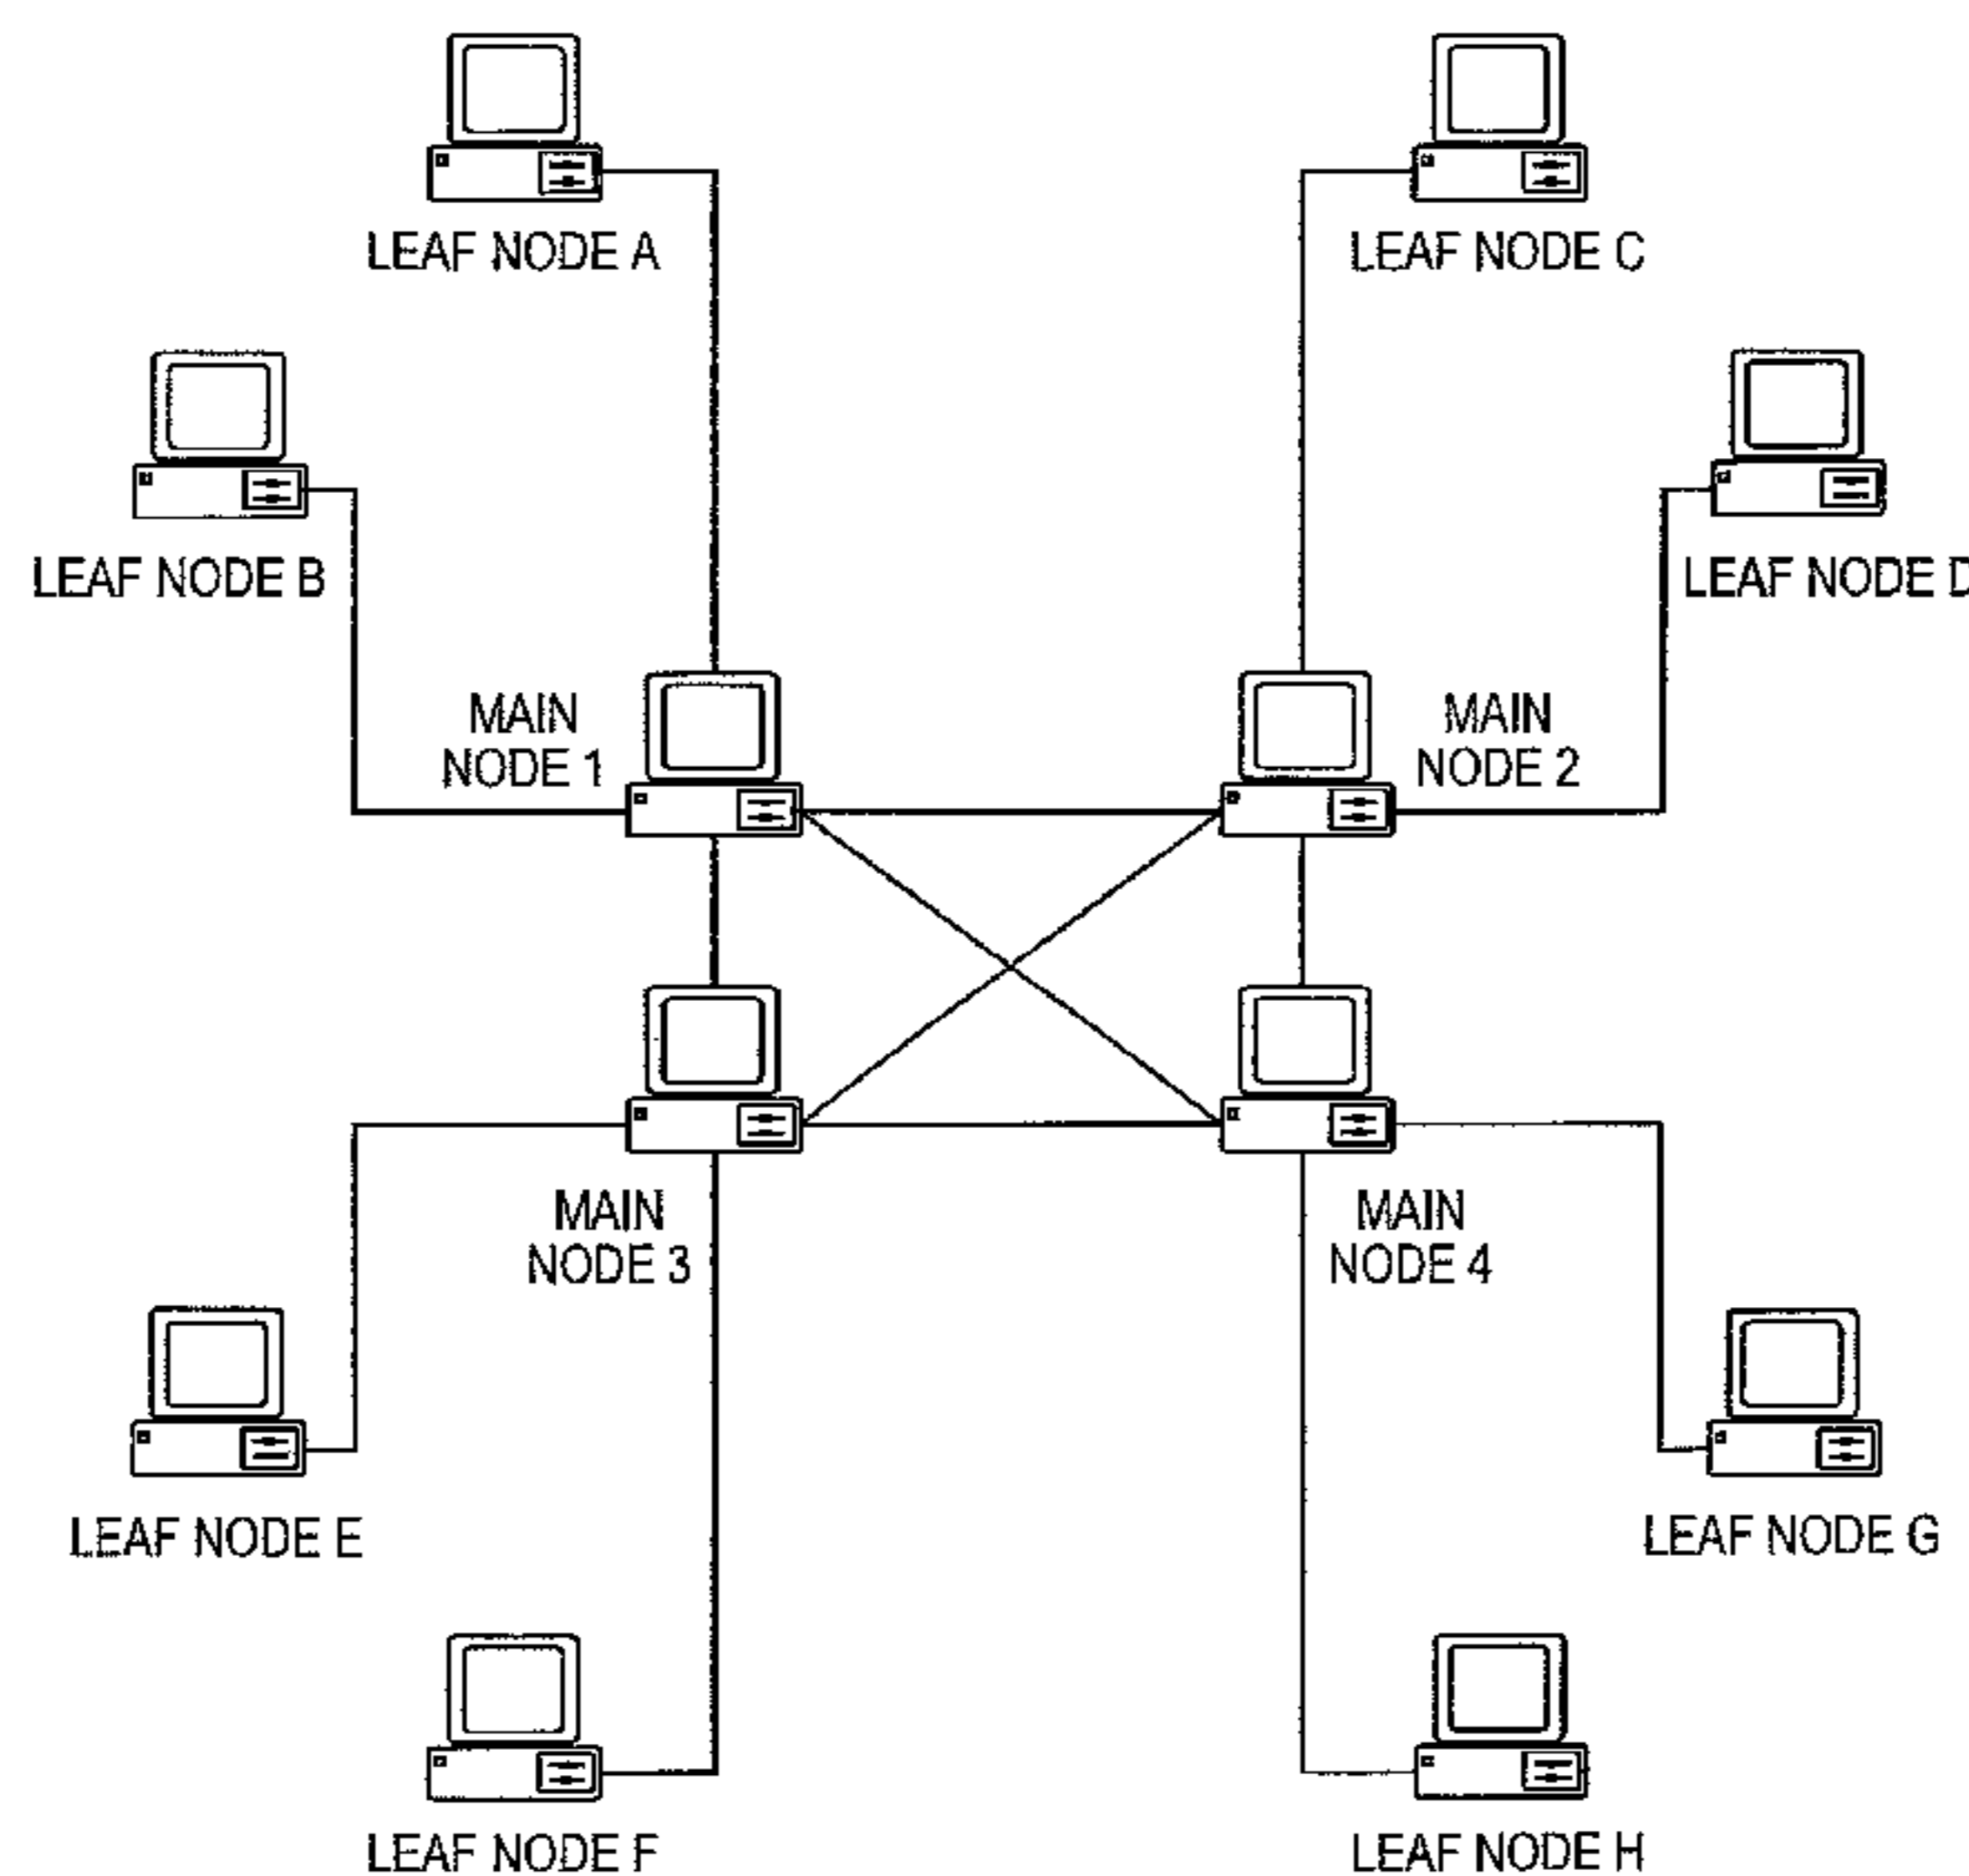 LEAF NODE A
LEAF NODE C
LEAF NODE B
LEAF NODE D
MAIN
NODE 1
MAIN
NODE 2
MAIN
NODE 3
MAIN
NODE 4
LEAF NODE E
LEAF NODE G
LEAF NODE F
LEAF NODE H